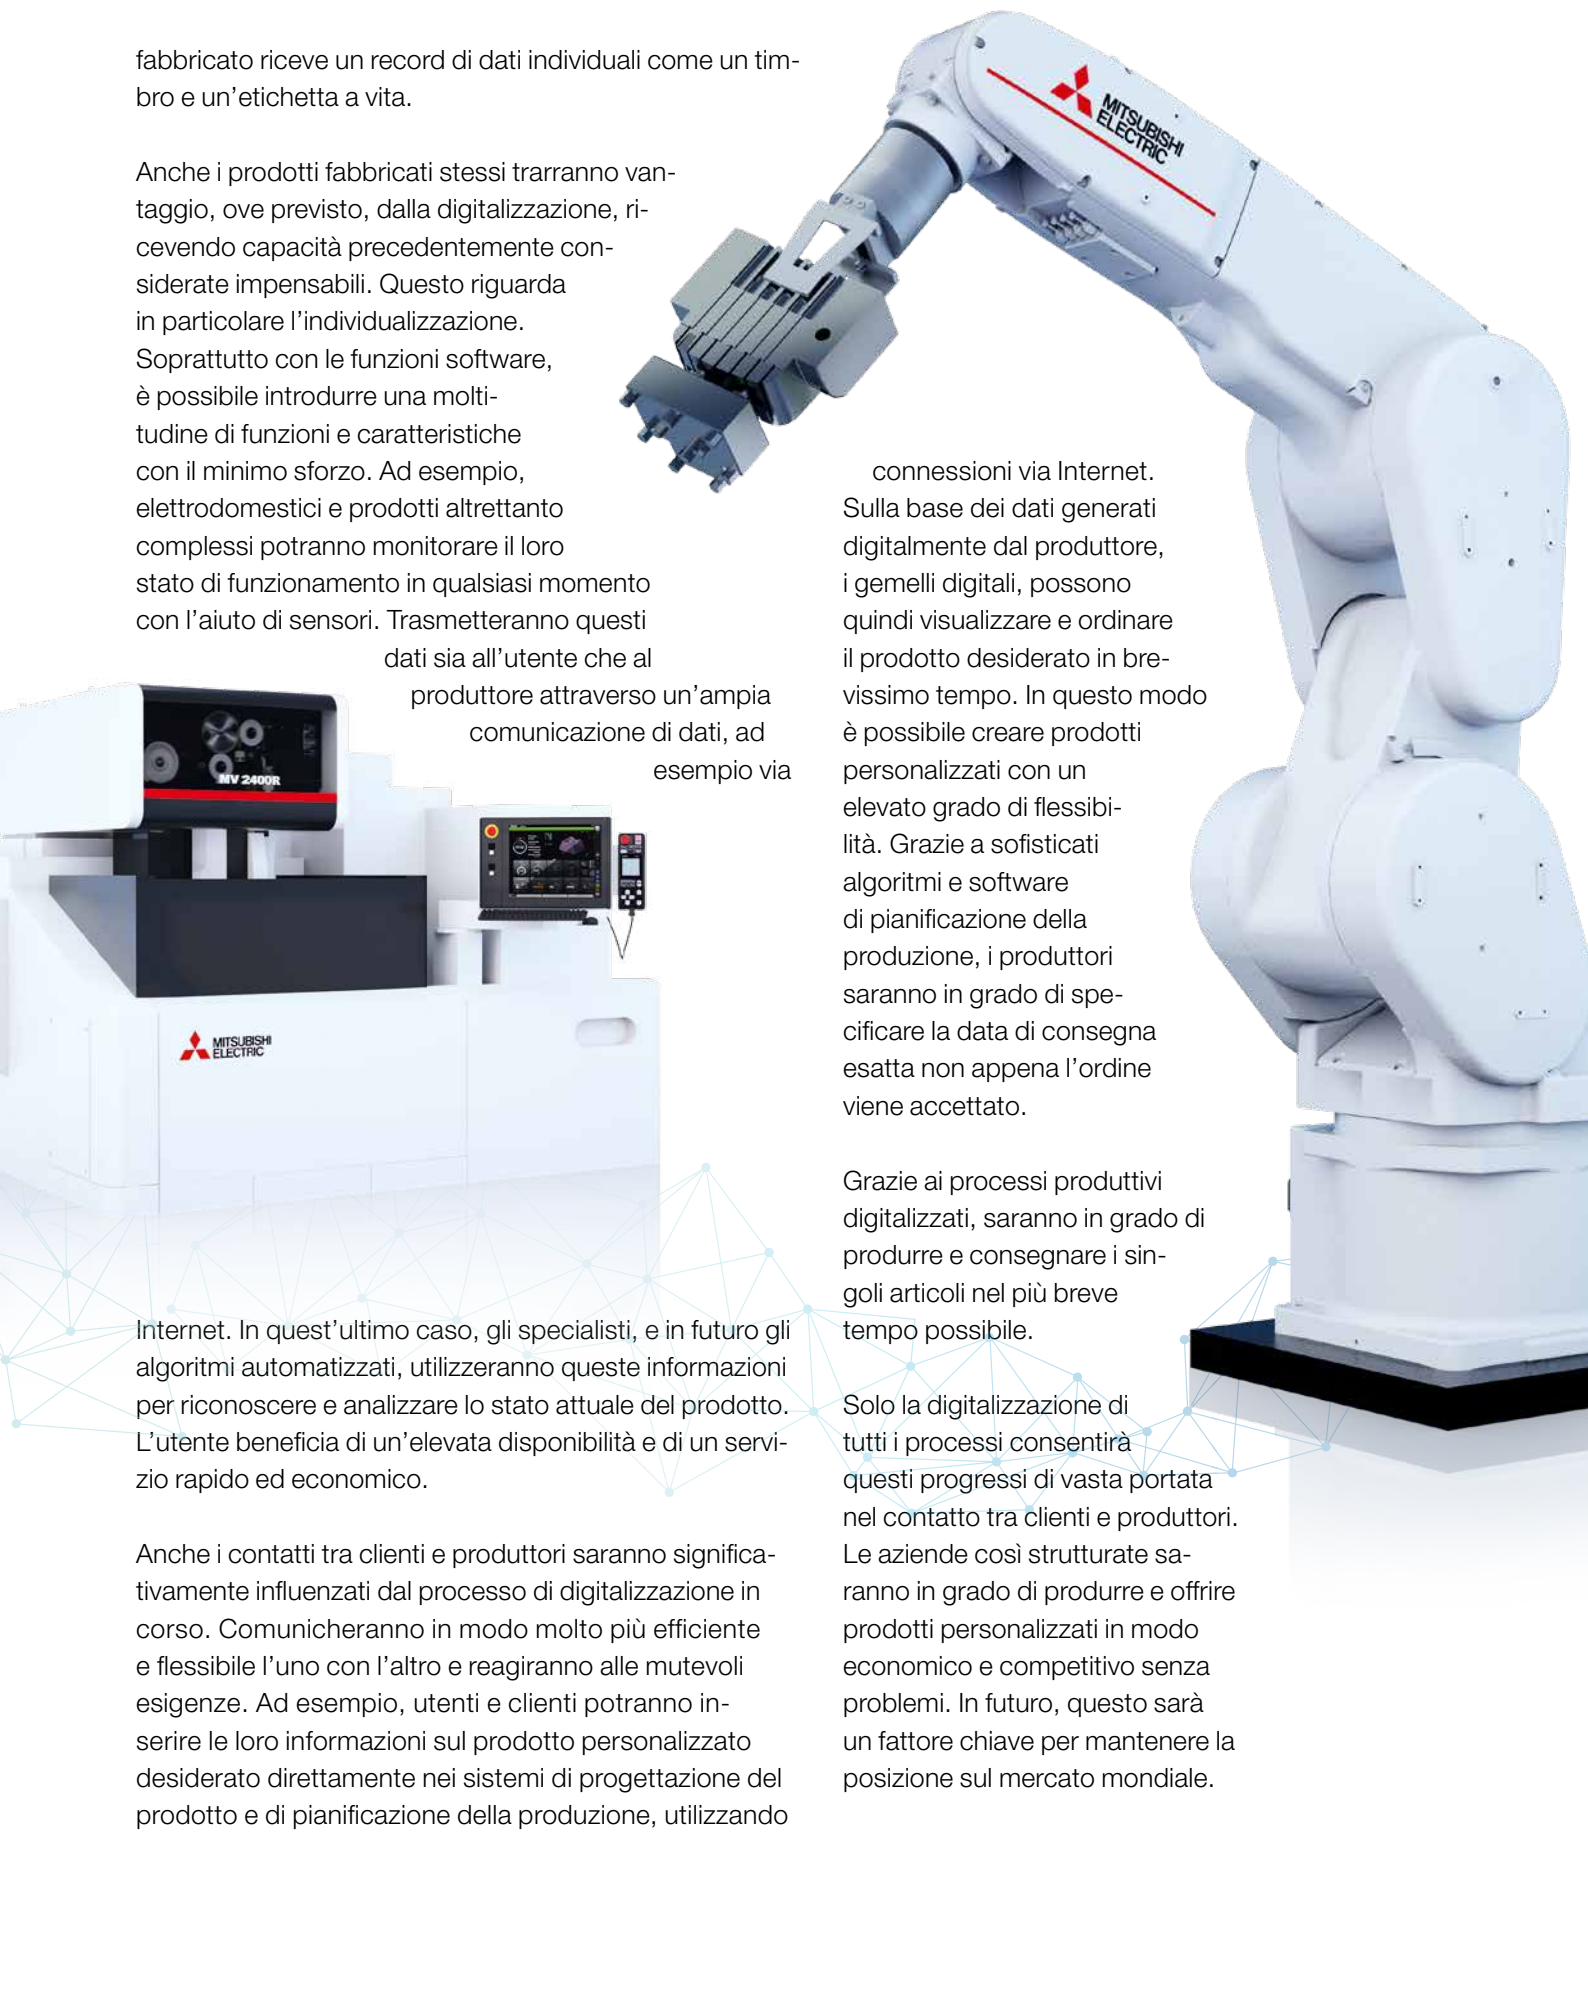 fabbricato riceve un record di dati individuali come un tim-
bro e un’etichetta a vita.
Anche i prodotti fabbricati stessi trarranno van-
taggio, ove previsto, dalla digitalizzazione, ri-
cevendo capacità precedentemente con-
siderate impensabili. Questo riguarda
in particolare l’individualizzazione.
Soprattutto con le funzioni software,
è possibile introdurre una molti-
tudine di funzioni e caratteristiche
con il minimo sforzo. Ad esempio,
elettrodomestici e prodotti altrettanto
complessi potranno monitorare il loro
stato di funzionamento in qualsiasi momento
con l’aiuto di sensori. Trasmetteranno questi
dati sia all’utente che al
produttore attraverso un’ampia
comunicazione di dati, ad
esempio via
MV 2400R
MITSUBISHI
ELECTRIC
Internet. In quest’ultimo caso, gli specialisti, e in futuro gli
algoritmi automatizzati, utilizzeranno queste informazioni
per riconoscere e analizzare lo stato attuale del prodotto.
L’utente beneficia di un’elevata disponibilità e di un servi-
zio rapido ed economico.
Anche i contatti tra clienti e produttori saranno significa-
tivamente influenzati dal processo di digitalizzazione in
corso. Comunicheranno in modo molto più efficiente
e flessibile l’uno con l’altro e reagiranno alle mutevoli
esigenze. Ad esempio, utenti e clienti potranno in-
serire le loro informazioni sul prodotto personalizzato
desiderato direttamente nei sistemi di progettazione del
prodotto e di pianificazione della produzione, utilizzando
MITSUBISHI
ELECTRIC
connessioni via Internet.
Sulla base dei dati generati
digitalmente dal produttore,
i gemelli digitali, possono
quindi visualizzare e ordinare
il prodotto desiderato in bre-
vissimo tempo. In questo modo
è possibile creare prodotti
personalizzati con un
elevato grado di flessibi-
lità. Grazie a sofisticati
algoritmi e software
di pianificazione della
produzione, i produttori
saranno in grado di spe-
cificare la data di consegna
esatta non appena l’ordine
viene accettato.
Grazie ai processi produttivi
digitalizzati, saranno in grado di
produrre e consegnare i sin-
goli articoli nel più breve
tempo possibile.
Solo la digitalizzazione di
tutti i processi consentirà
questi progressi di vasta portata
nel contatto tra clienti e produttori.
Le aziende così strutturate sa-
ranno in grado di produrre e offrire
prodotti personalizzati in modo
economico e competitivo senza
problemi. In futuro, questo sarà
un fattore chiave per mantenere la
posizione sul mercato mondiale.